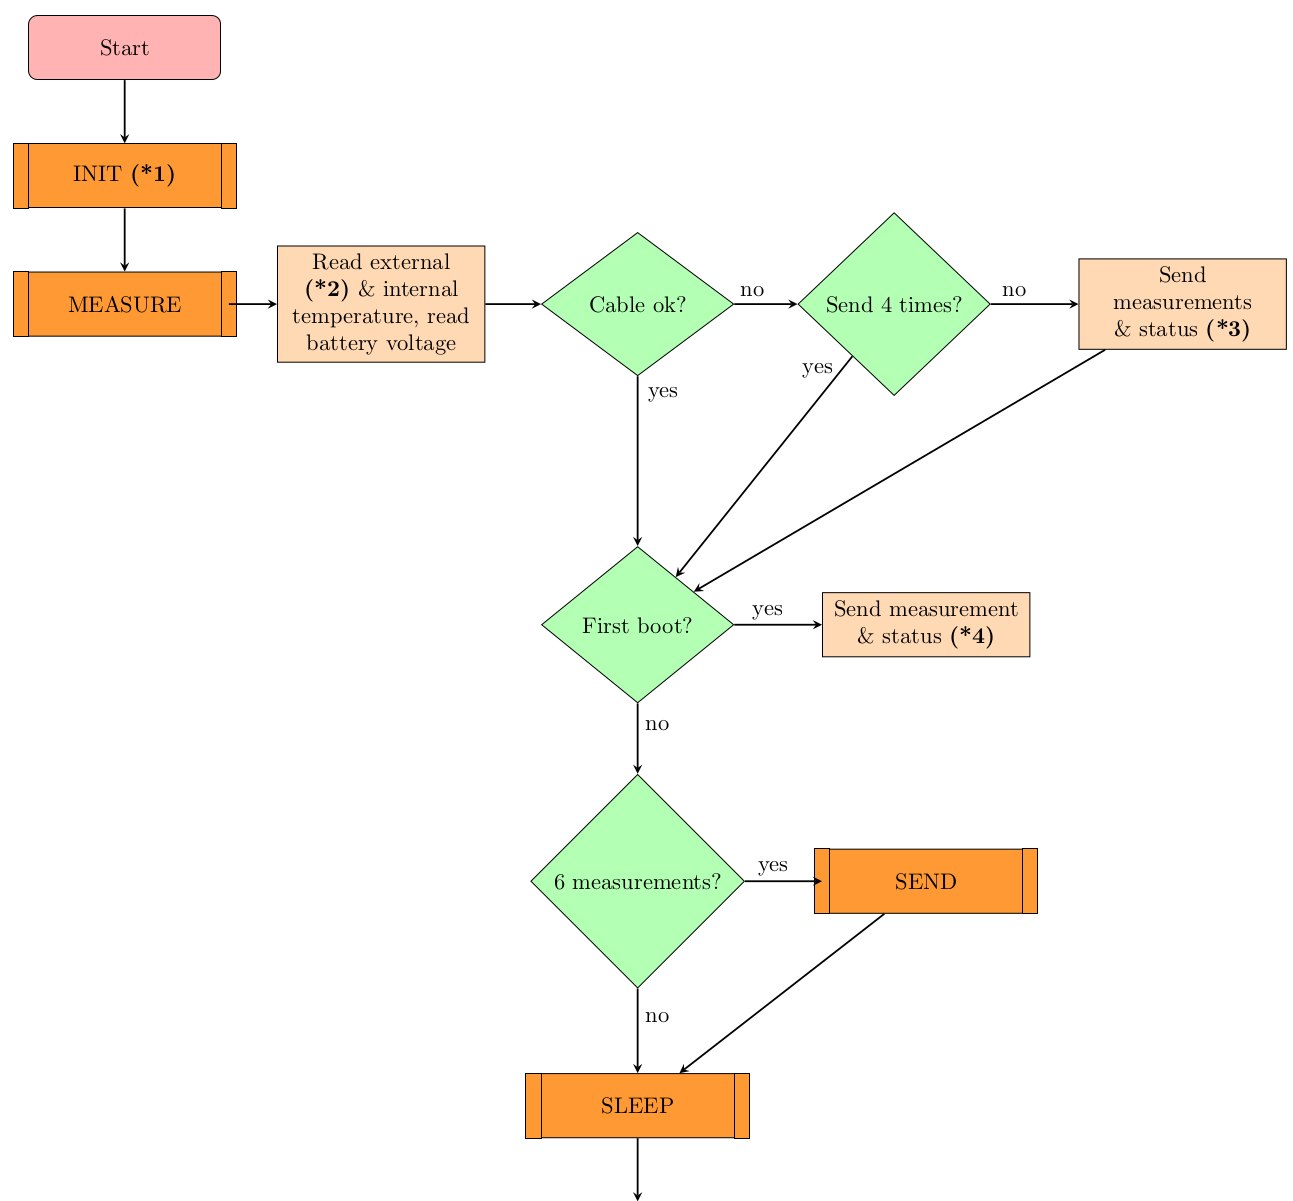 Start
INIT (*1)
MEASURE
Read external
(*2) & internal
temperature, read
battery voltage
Cable ok?
no
Send 4 times?
no
Send
measurements
& status (*3)
yes
yes
First boot?
yes
Send measurement
& status (*4)
no
6 measurements?
yes
SEND
no
SLEEP